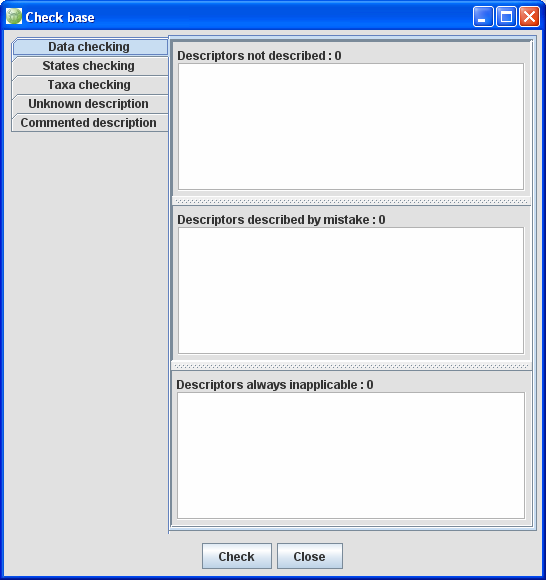 Check base
Data checking
States checking
Taxa checking
Unknown description
Commented description
Descriptors not described : 0
Descriptors described by mistake : 0
Descriptors always inapplicable : 0
Check
Close